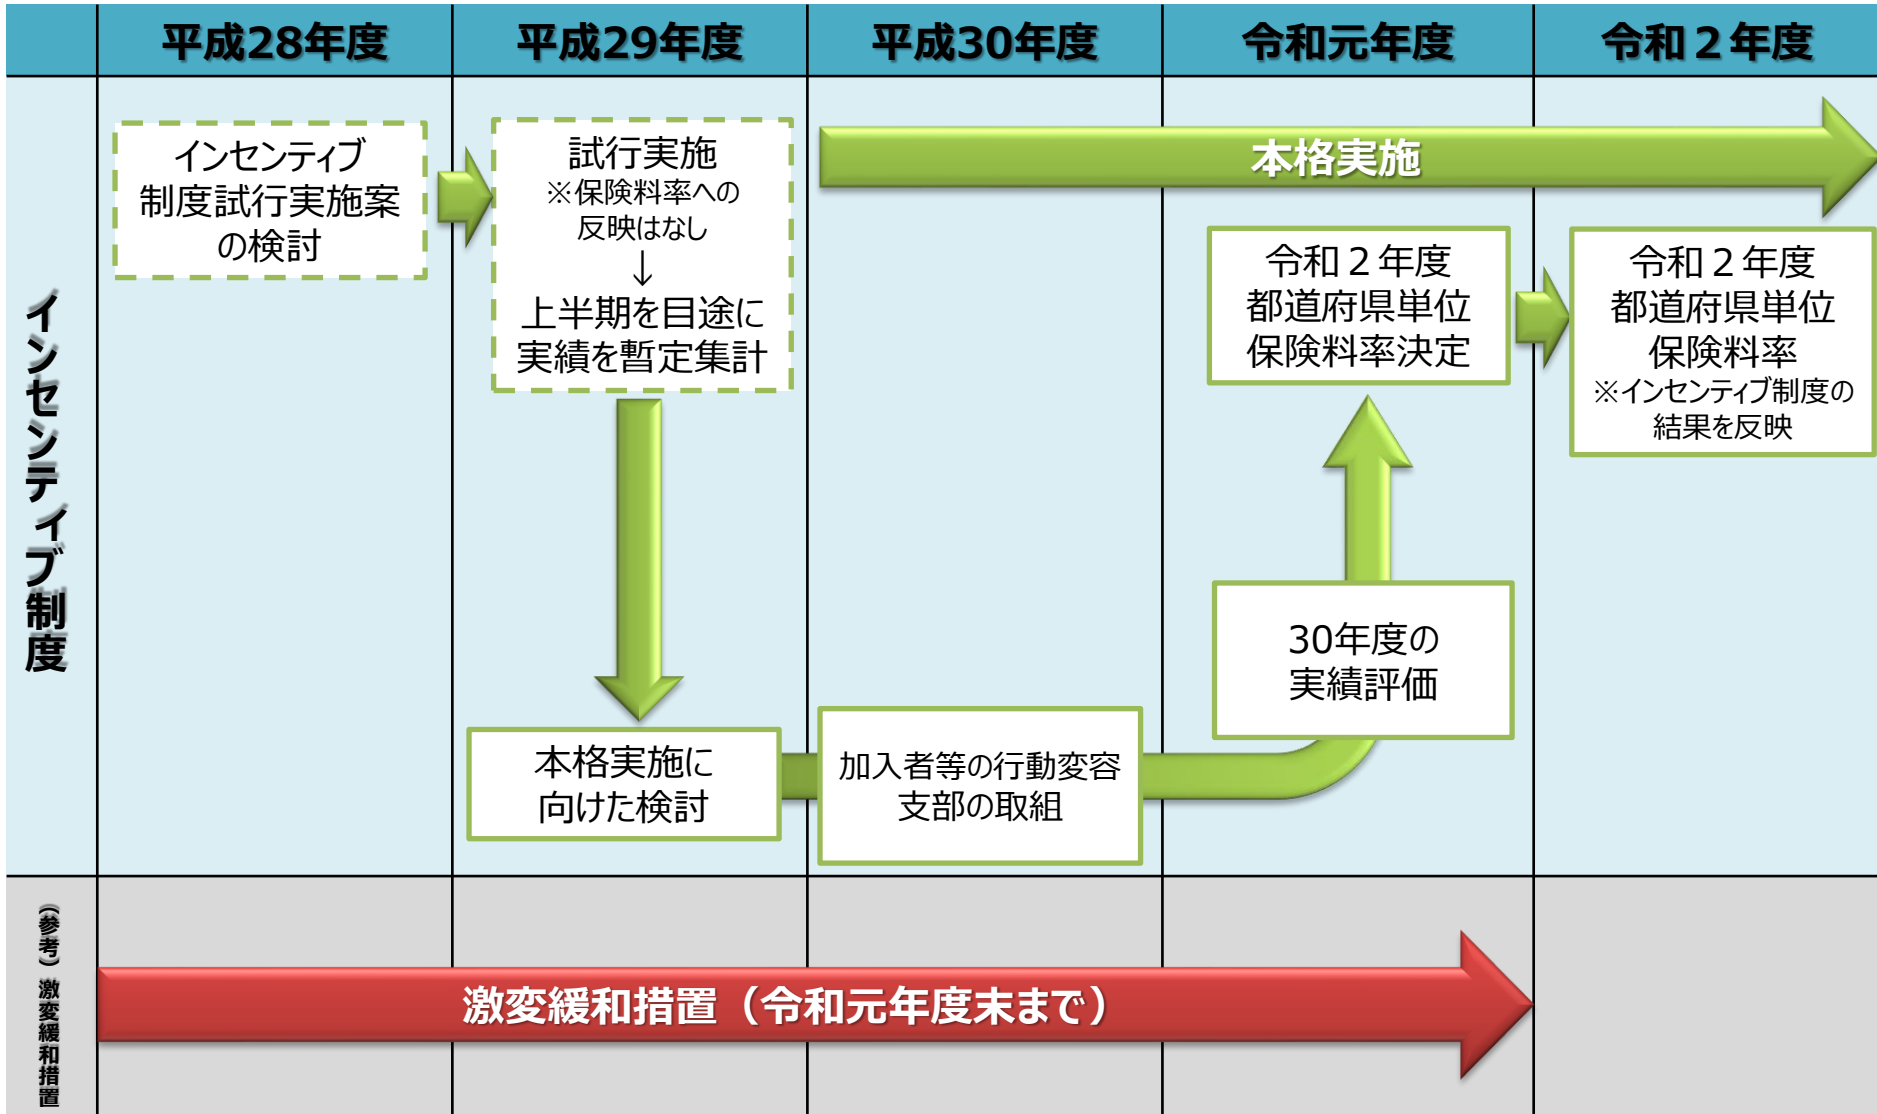 平成28年度
平成29年度
平成30年度
令和元年度
令和２年度
インセンティブ制度
インセンティブ
制度試行実施案
の検討
試行実施
※保険料率への
反映はなし
↓
上半期を目途に
実績を暫定集計
本格実施
令和２年度
都道府県単位
保険料率決定
令和２年度
都道府県単位
保険料率
※インセンティブ制度の
結果を反映
30年度の
実績評価
本格実施に
向けた検討
加入者等の行動変容
支部の取組
（参考）激変緩和措置
激変緩和措置（令和元年度末まで）